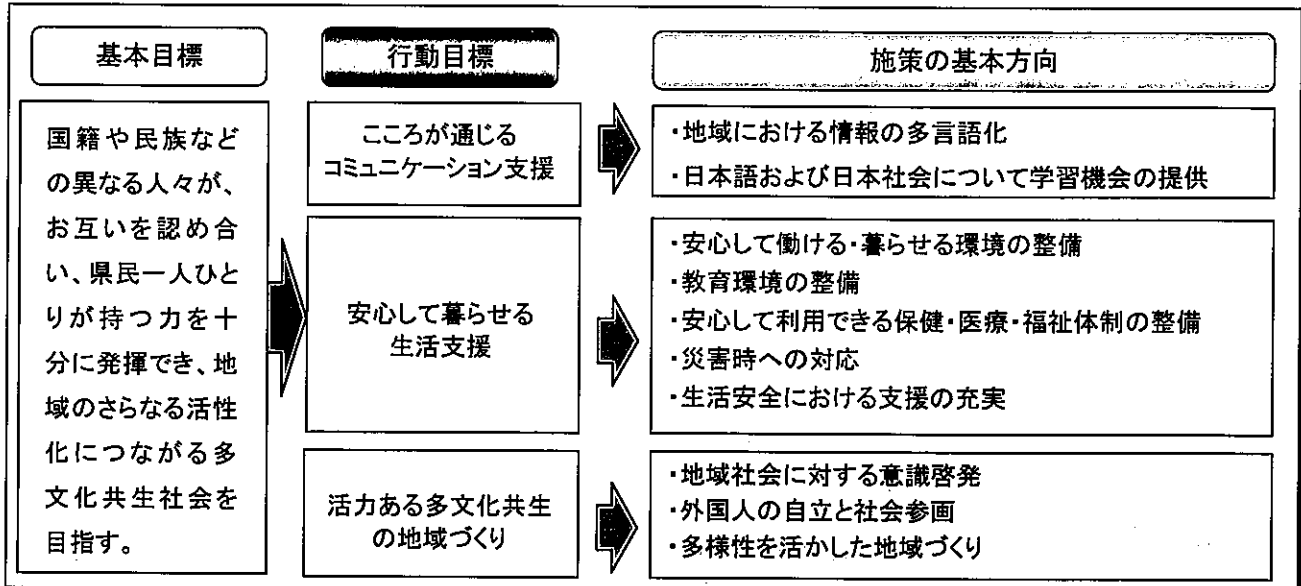 基本目標
行動目標
施策の基本方向
国籍や民族など
の異なる人々が、
お互いを認め合
い、県民一人ひと
りが持つ力を十
分に発揮でき、地
域のさらなる活性
化につながる多
文化共生社会を
目指す。
こころが通じる
コミュニケーション支援
・地域における情報の多言語化
・日本語および日本社会について学習機会の提供
安心して暮らせる
生活支援
・安心して働ける・暮らせる環境の整備
・教育環境の整備
・安心して利用できる保健・医療・福祉体制の整備
・災害時への対応
・生活安全における支援の充実
活力ある多文化共生
の地域づくり
・地域社会に対する意識啓発
・外国人の自立と社会参画
・多様性を活かした地域づくり